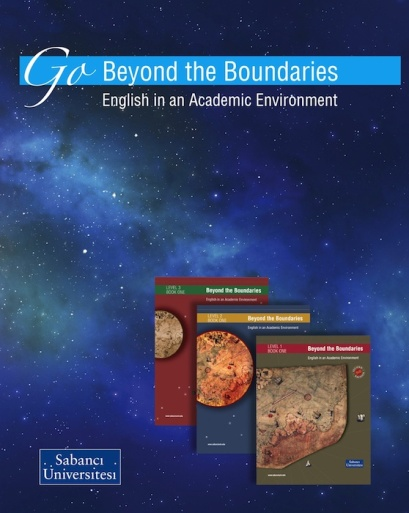 Go Beyond the Boundaries
English in an Academic Environment
LEVEL 3
BOOK ONE
Beyond the Boundaries
English in an Academic Environment
LEVEL 2
BOOK ONE
Beyond the Boundaries
English in an Academic Environment
LEVEL 1
BOOK ONE
Beyond the Boundaries
English in an Academic Environment
Sabancı
Üniversitesi
Sabancı
Üniversitesi